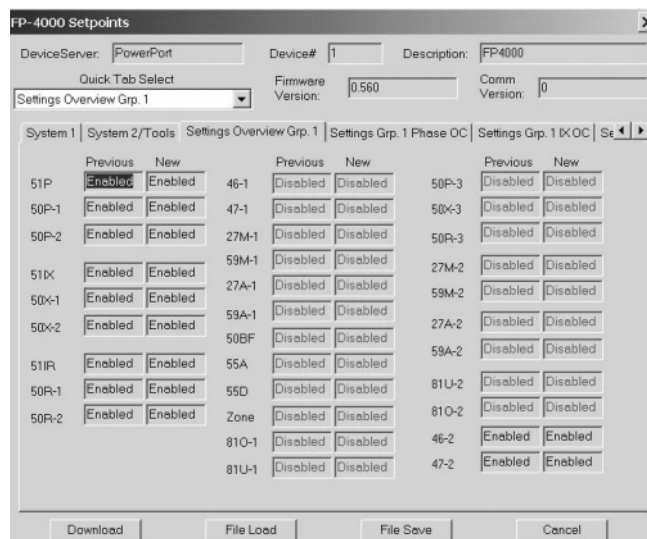 FP-4000 Setpoints
DeviceServer: PowerPort Device# 1 Description: FP4000
Quick Tab Select
Settings Overview Grp. 1
Firmware Version: 0.560
Comm Version: 0
System 1 System 2/Tools Settings Overview Grp. 1 Settings Grp. 1 Phase OC Settings Grp. 1 IX OC Se
Previous New
51P Enabled Enabled
50P-1 Enabled Enabled
50P-2 Enabled Enabled
51IX Enabled Enabled
50X-1 Enabled Enabled
50X-2 Enabled Enabled
51IR Enabled Enabled
50R-1 Enabled Enabled
50R-2 Enabled Enabled
Previous New
46-1 Disabled Disabled
47-1 Disabled Disabled
27M-1 Disabled Disabled
59M-1 Disabled Disabled
27A-1 Disabled Disabled
59A-1 Disabled Disabled
50BF Disabled Disabled
55A Disabled Disabled
55D Disabled Disabled
Zone Disabled Disabled
81O-1 Disabled Disabled
81U-1 Disabled Disabled
Previous New
50P-3 Disabled Disabled
50X-3 Disabled Disabled
50R-3 Disabled Disabled
27M-2 Disabled Disabled
59M-2 Disabled Disabled
27A-2 Disabled Disabled
59A-2 Disabled Disabled
81U-2 Disabled Disabled
81O-2 Disabled Disabled
46-2 Enabled Enabled
47-2 Enabled Enabled
Download File Load File Save Cancel